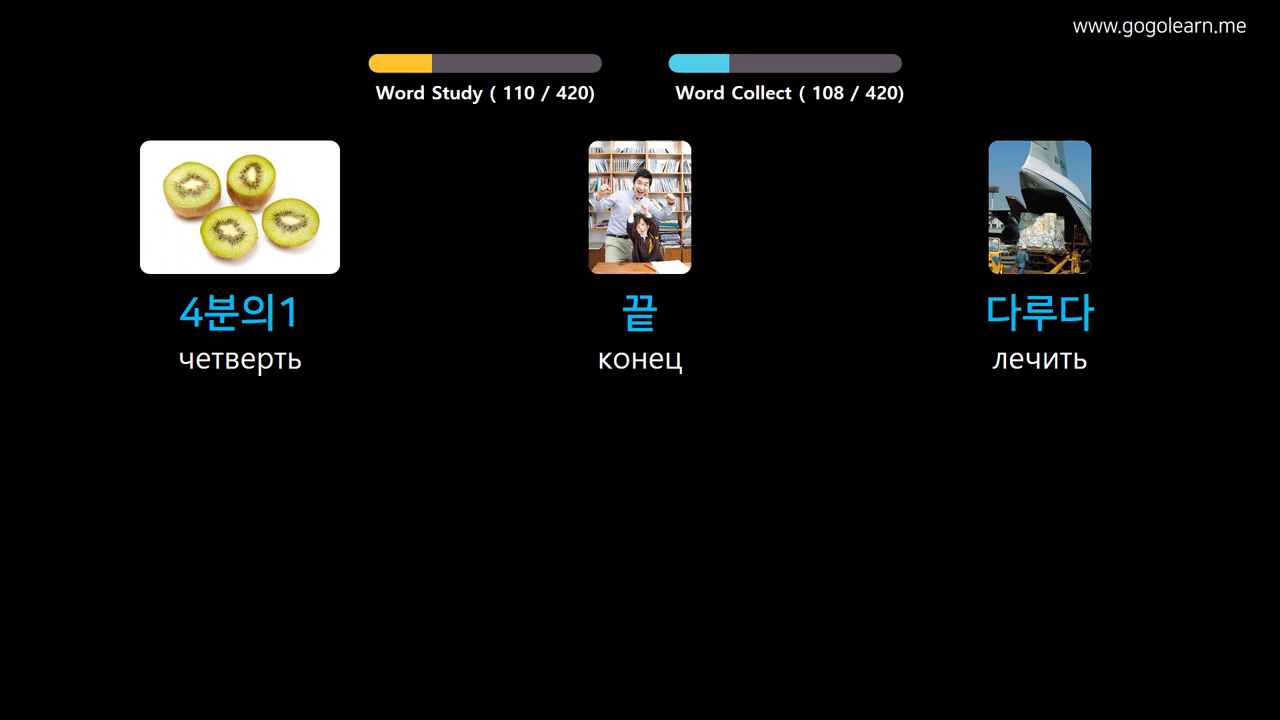 www.gogolearn.me
Word Study ( 110 / 420)
Word Collect ( 108 / 420)
4분의1
끝
다루다
четверть
конец
лечить